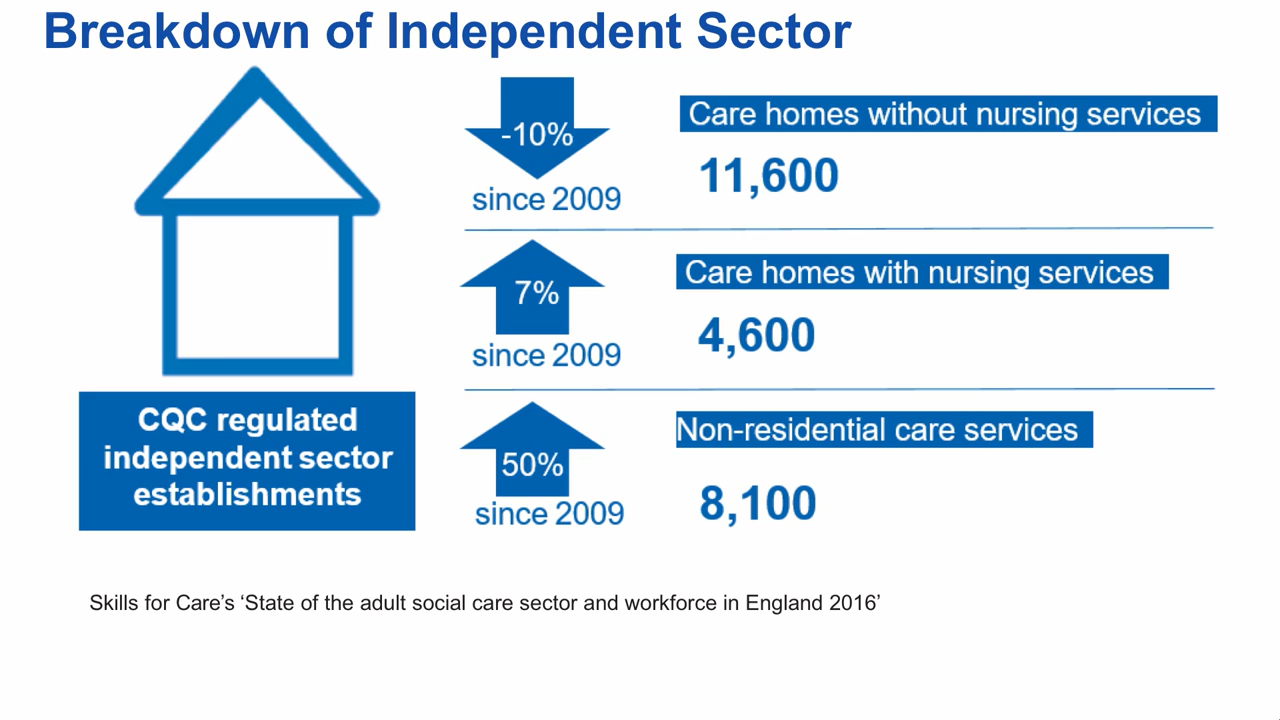 Breakdown of Independent Sector
-10%
since 2009
Care homes without nursing services
11,600
7%
since 2009
Care homes with nursing services
4,600
CQC regulated
independent sector
establishments
50%
since 2009
Non-residential care services
8,100
Skills for Care’s ‘State of the adult social care sector and workforce in England 2016’